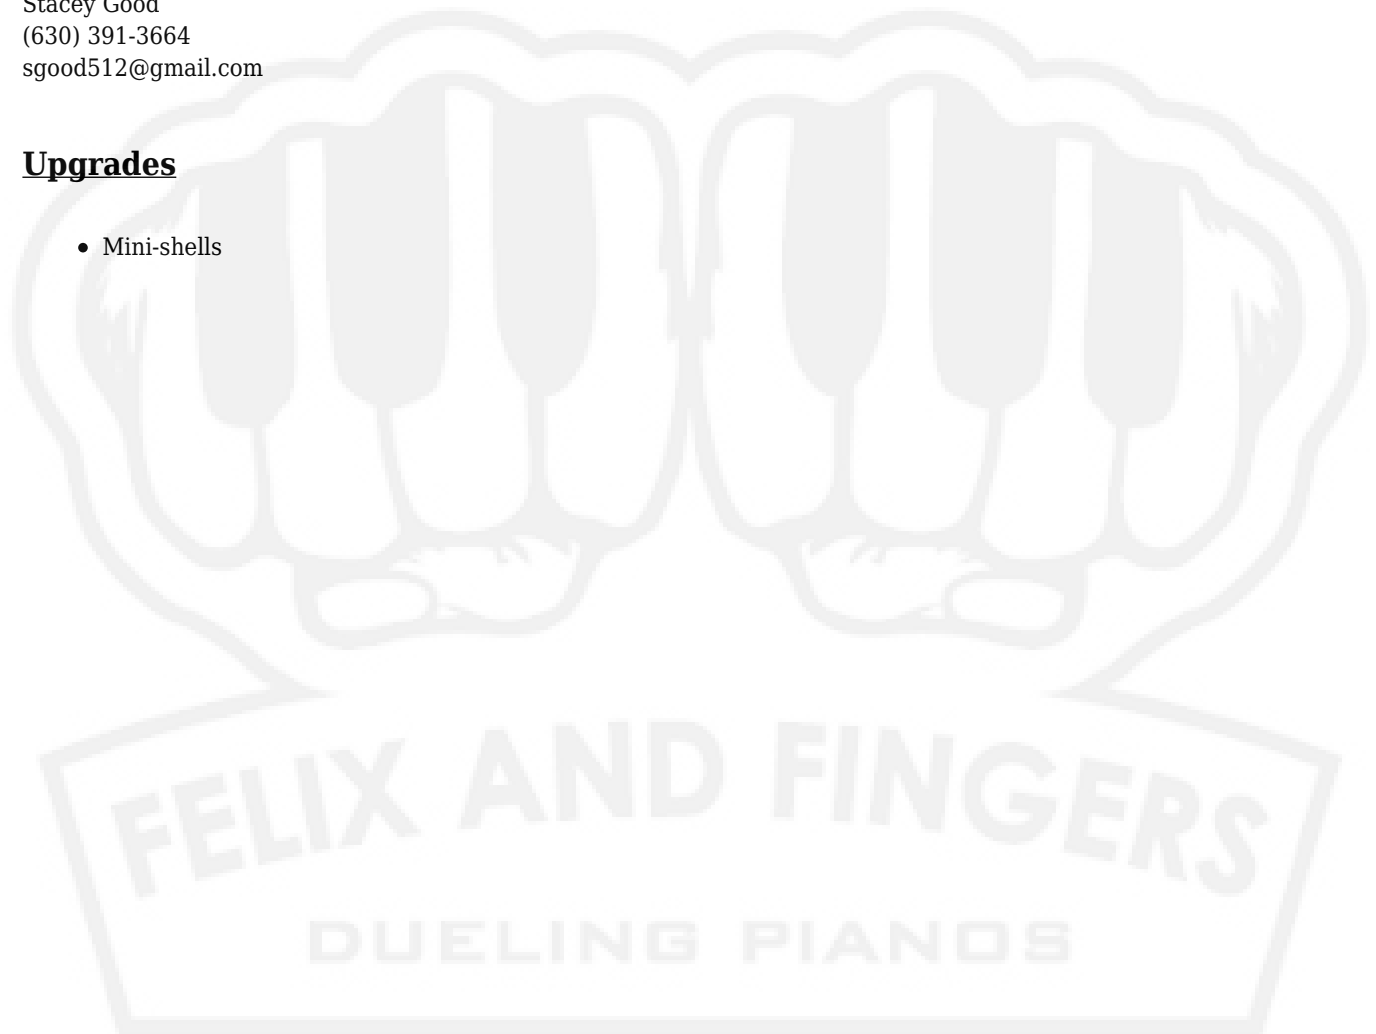 Stacey Good
(630) 391-3664
sgood512@gmail.com
Upgrades
Mini-shells
FELIX AND FINGERS
DUELING PIANOS